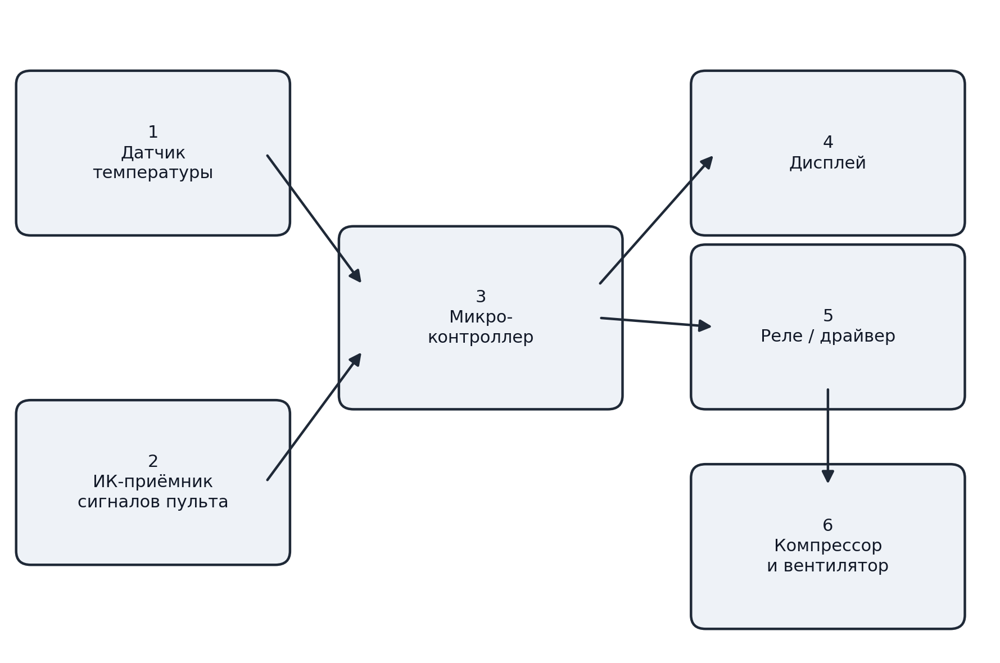 1
Датчик
температуры
2
ИК-приёмник
сигналов пульта
3
Микро-
контроллер
4
Дисплей
5
Реле / драйвер
6
Компрессор
и вентилятор